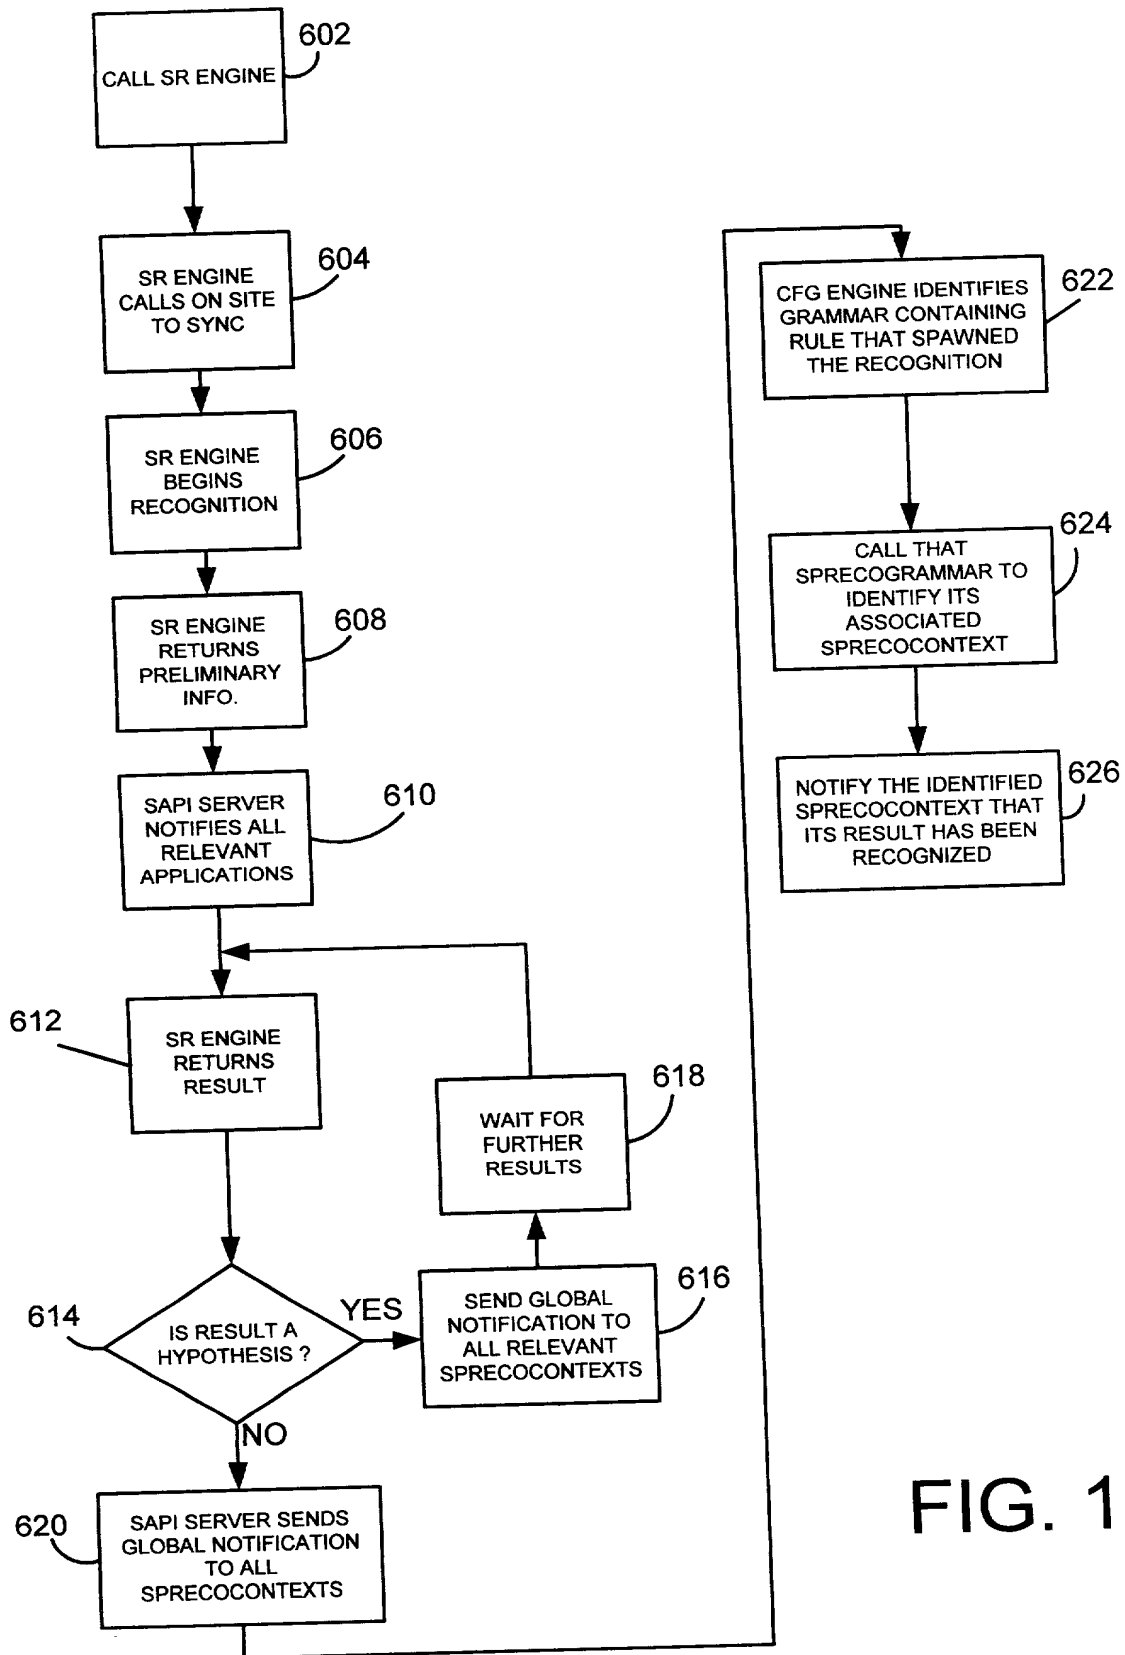 602
CALL SR ENGINE
604
SR ENGINE
CALLS ON SITE
TO SYNC
606
SR ENGINE
BEGINS
RECOGNITION
608
SR ENGINE
RETURNS
PRELIMINARY
INFO.
610
SAPI SERVER
NOTIFIES ALL
RELEVANT
APPLICATIONS
612
SR ENGINE
RETURNS
RESULT
614
IS RESULT A
HYPOTHESIS ?
YES
NO
616
SEND GLOBAL
NOTIFICATION TO
ALL RELEVANT
SPRECOCONTEXTS
618
WAIT FOR
FURTHER
RESULTS
620
SAPI SERVER SENDS
GLOBAL NOTIFICATION
TO ALL
SPRECOCONTEXTS
622
CFG ENGINE IDENTIFIES
GRAMMAR CONTAINING
RULE THAT SPAWNED
THE RECOGNITION
624
CALL THAT
SPRECOGRAMMAR TO
IDENTIFY ITS
ASSOCIATED
SPRECOCONTEXT
626
NOTIFY THE IDENTIFIED
SPRECOCONTEXT THAT
ITS RESULT HAS BEEN
RECOGNIZED
FIG. 1